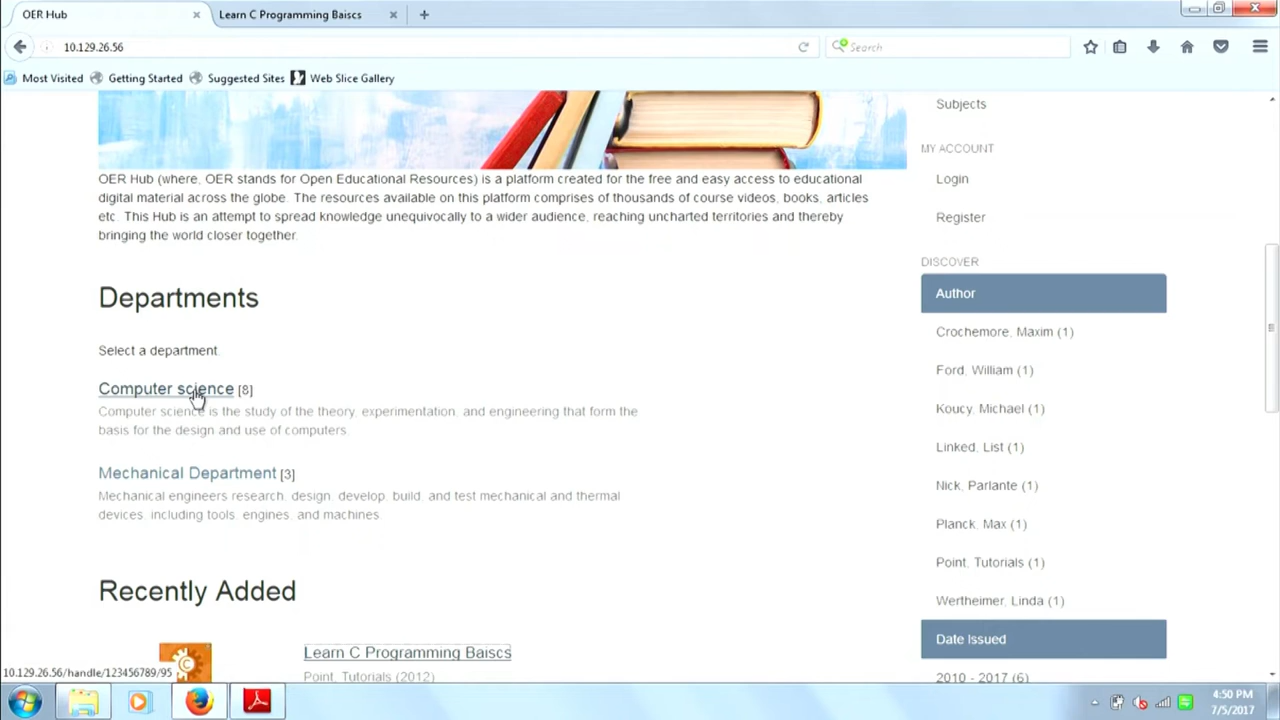 OER Hub
Learn C Programming Baiscs
10.129.26.56
Search
Most Visited
Getting Started
Suggested Sites
Web Slice Gallery
OER Hub (where, OER stands for Open Educational Resources) is a platform created for the free and easy access to educational
digital material across the globe. The resources available on this platform comprises of thousands of course videos, books, articles
etc. This Hub is an attempt to spread knowledge unequivocally to a wider audience, reaching uncharted territories and thereby
bringing the world closer together.
Departments
Select a department.
Computer science [8]
Computer science is the study of the theory, experimentation, and engineering that form the
basis for the design and use of computers.
Mechanical Department [3]
Mechanical engineers research, design, develop, build, and test mechanical and thermal
devices, including tools, engines, and machines.
Recently Added
Learn C Programming Baiscs
Point, Tutorials (2012)
Subjects
MY ACCOUNT
Login
Register
DISCOVER
Author
Crochemore, Maxim (1)
Ford, William (1)
Koucy, Michael (1)
Linked, List (1)
Nick, Parlante (1)
Planck, Max (1)
Point, Tutorials (1)
Wertheimer, Linda (1)
Date Issued
2010 - 2017 (6)
10.129.26.56/handle/123456789/95
4:50 PM
7/5/2017